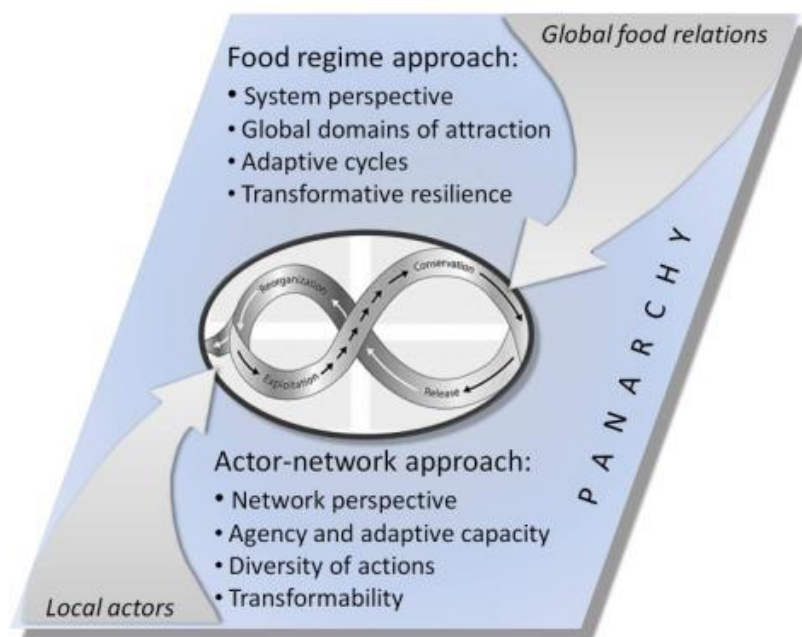 Global food relations
Food regime approach:
• System perspective
• Global domains of attraction
• Adaptive cycles
• Transformative resilience
PANARCHY
Reorganization
Conservation
Exploitation
Release
Actor-network approach:
• Network perspective
• Agency and adaptive capacity
• Diversity of actions
• Transformability
Local actors